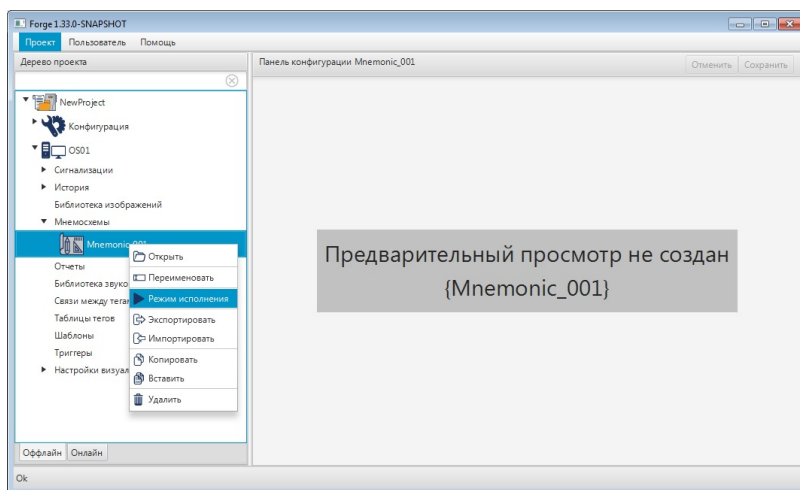 Forge 1.33.0-SNAPSHOT
Проект Пользователь Помощь
Дерево проекта
Панель конфигурации Mnemonic_001
Отменить Сохранить
NewProject
Конфигурация
OS01
Сигнализации
История
Библиотека изображений
Мнемосхемы
Mnemonic_001
Открыть
Отчеты
Переименовать
Библиотека звуко
Режим исполнения
Связи между тега
Таблицы тегов
Экспортировать
Шаблоны
Импортировать
Триггеры
Копировать
Настройки визуал
Вставить
Удалить
Предварительный просмотр не создан
{Mnemonic_001}
Оффлайн Онлайн
Ok